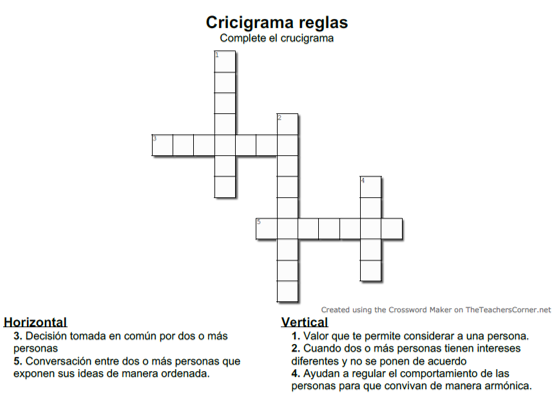 Cricigrama reglas
Complete el crucigrama
1
2
3
4
5
Created using the Crossword Maker on TheTeachersCorner.net
Horizontal
3. Decisión tomada en común por dos o más
personas
5. Conversación entre dos o más personas que
exponen sus ideas de manera ordenada.
Vertical
1. Valor que te permite considerar a una persona.
2. Cuando dos o más personas tienen intereses
diferentes y no se ponen de acuerdo
4. Ayudan a regular el comportamiento de las
personas para que convivan de manera armónica.